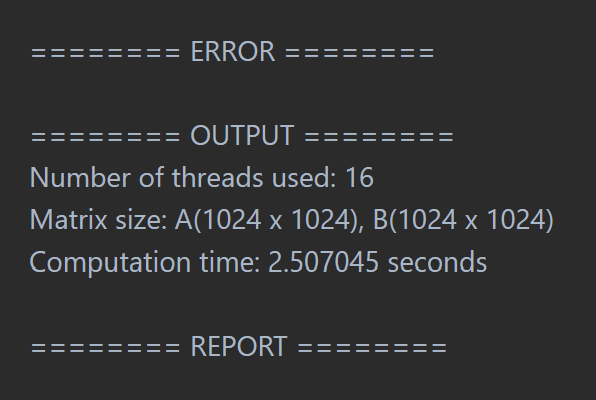 ======== ERROR ========
======== OUTPUT ========
Number of threads used: 16
Matrix size: A(1024 x 1024), B(1024 x 1024)
Computation time: 2.507045 seconds
======== REPORT ========